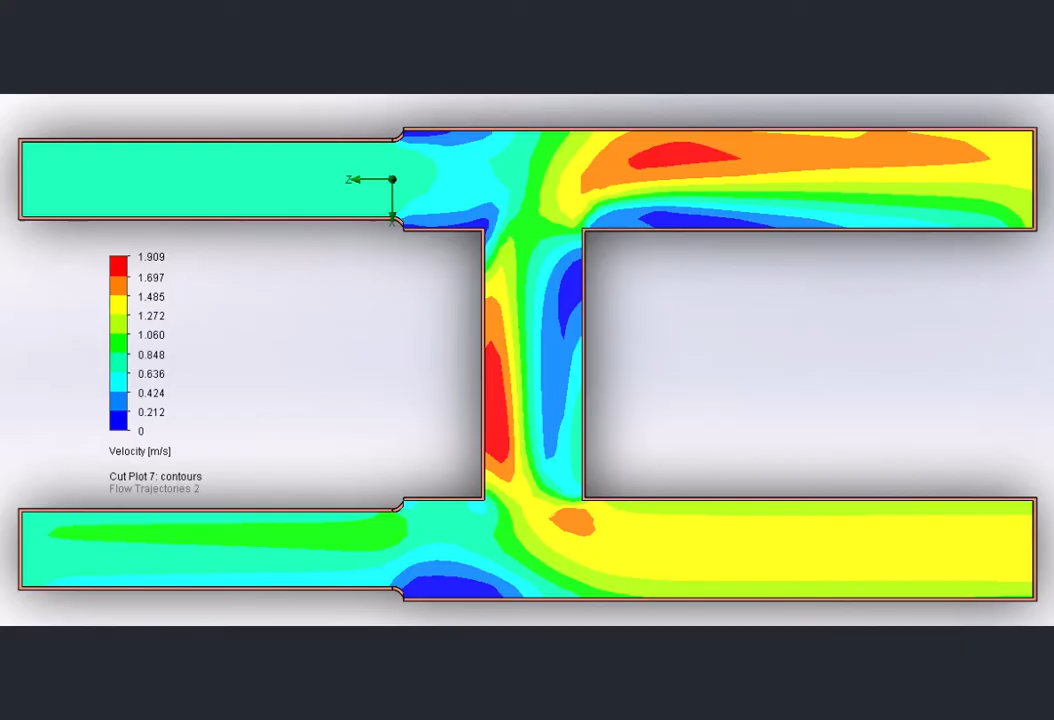 Z
X
1.909
1.697
1.485
1.272
1.060
0.848
0.636
0.424
0.212
0
Velocity [m/s]
Cut Plot 7: contours
Flow Trajectories 2